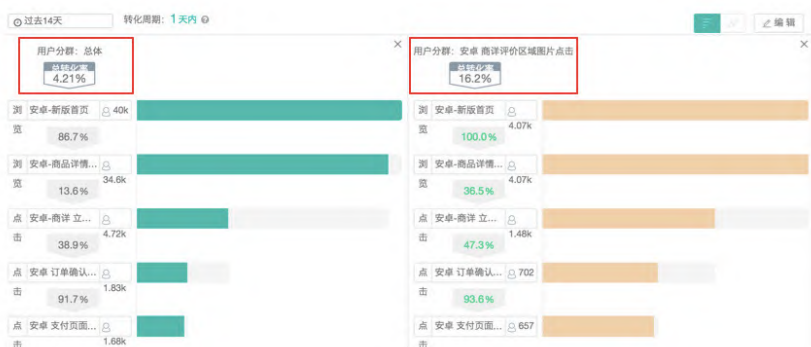 过去14天
转化周期：1天内
编辑
用户分群：总体
总转化率
4.21%
浏览 安卓-新版首页 40k
86.7%
浏览 安卓-商品详情... 34.6k
13.6%
点击 安卓-商详 立... 4.72k
38.9%
点击 安卓 订单确认... 1.83k
91.7%
点击 安卓 支付页面... 1.68k
用户分群：安卓 商详评价区域图片点击
总转化率
16.2%
浏览 安卓-新版首页 4.07k
100.0%
浏览 安卓-商品详情... 4.07k
36.5%
点击 安卓-商详 立... 1.48k
47.3%
点击 安卓 订单确认... 702
93.6%
点击 安卓 支付页面... 657